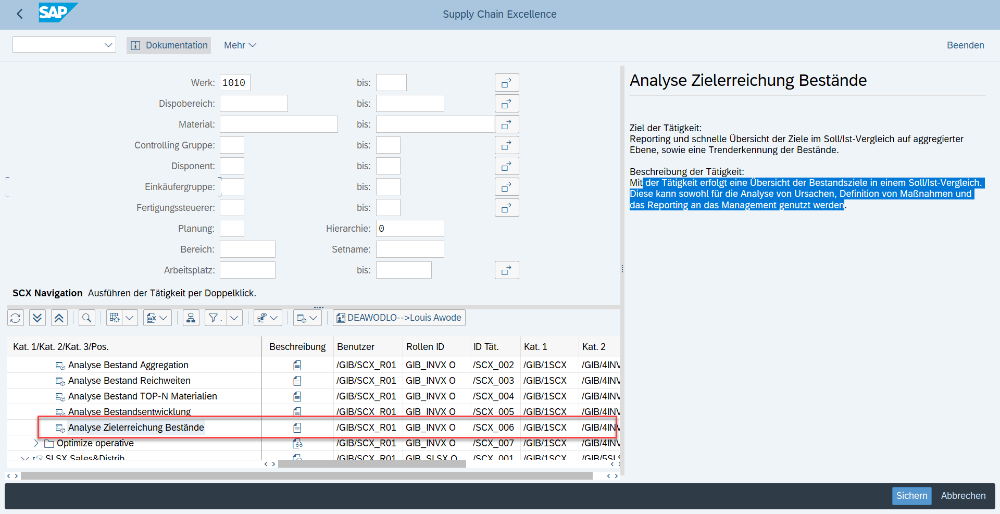 SAP
Supply Chain Excellence
Dokumentation Mehr Beenden
Werk: 1010 bis:
Dispobereich: bis:
Material: bis:
Controlling Gruppe: bis:
Disponent: bis:
Einkäufergruppe: bis:
Fertigungssteuerer: bis:
Planung: Hierarchie: 0
Bereich: Setname:
Arbeitsplatz: bis:
SCX Navigation Ausführen der Tätigkeit per Doppelklick.
DEAWODLO-->Louis Awode
Kat. 1/Kat. 2/Kat. 3/Pos. Beschreibung Benutzer Rollen ID ID Tät. Kat. 1 Kat. 2
Analyse Bestand Aggregation /GIB/SCX_R01 GIB_INVX O /SCX_002 /GIB/1SCX /GIB/4INV
Analyse Bestand Reichweiten /GIB/SCX_R01 GIB_INVX O /SCX_003 /GIB/1SCX /GIB/4INV
Analyse Bestand TOP-N Materialien /GIB/SCX_R01 GIB_INVX O /SCX_004 /GIB/1SCX /GIB/4INV
Analyse Bestandsentwicklung /GIB/SCX_R01 GIB_INVX O /SCX_005 /GIB/1SCX /GIB/4INV
Analyse Zielerreichung Bestände /GIB/SCX_R01 GIB_INVX O /SCX_006 /GIB/1SCX /GIB/4INV
Optimize operative /GIB/SCX_R01 GIB_INVX O /SCX_007 /GIB/1SCX /GIB/4INV
SLSX Sales&Distrib /GIB/SCX_R01 GIB_SLSX O /SCX_001 /GIB/1SCX /GIB/5SLS
Analyse Zielerreichung Bestände
Ziel der Tätigkeit:
Reporting und schnelle Übersicht der Ziele im Soll/Ist-Vergleich auf aggregierter
Ebene, sowie eine Trenderkennung der Bestände.
Beschreibung der Tätigkeit:
Mit der Tätigkeit erfolgt eine Übersicht der Bestandsziele in einem Soll/Ist-Vergleich.
Diese kann sowohl für die Analyse von Ursachen, Definition von Maßnahmen und
das Reporting an das Management genutzt werden.
Sichern Abbrechen